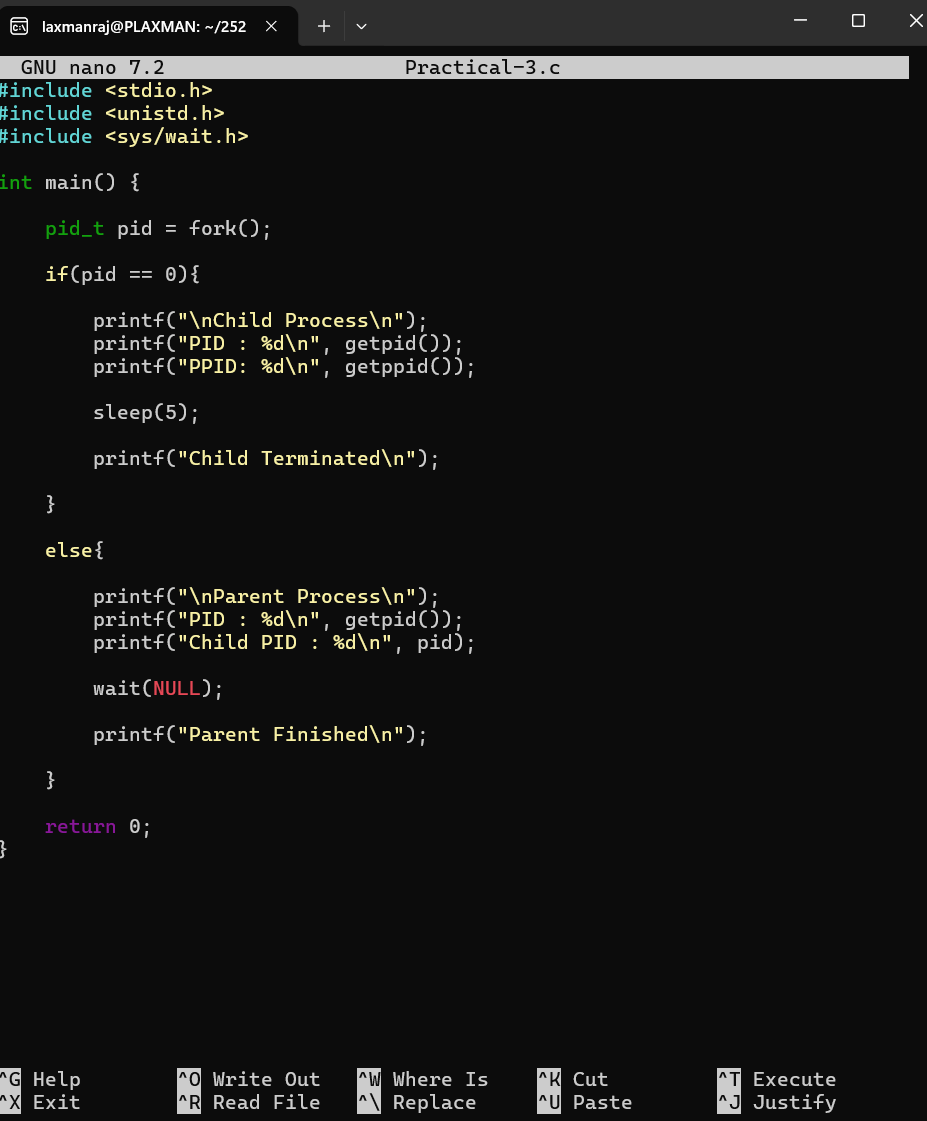 laxmanraj@PLAXMAN: ~/252
GNU nano 7.2 Practical-3.c
#include <stdio.h>
#include <unistd.h>
#include <sys/wait.h>
int main() {
pid_t pid = fork();
if(pid == 0){
printf("\nChild Process\n");
printf("PID : %d\n", getpid());
printf("PPID: %d\n", getppid());
sleep(5);
printf("Child Terminated\n");
}
else{
printf("\nParent Process\n");
printf("PID : %d\n", getpid());
printf("Child PID : %d\n", pid);
wait(NULL);
printf("Parent Finished\n");
}
return 0;
}
^G Help ^O Write Out ^W Where Is ^K Cut ^T Execute
^X Exit ^R Read File ^\ Replace ^U Paste ^J Justify